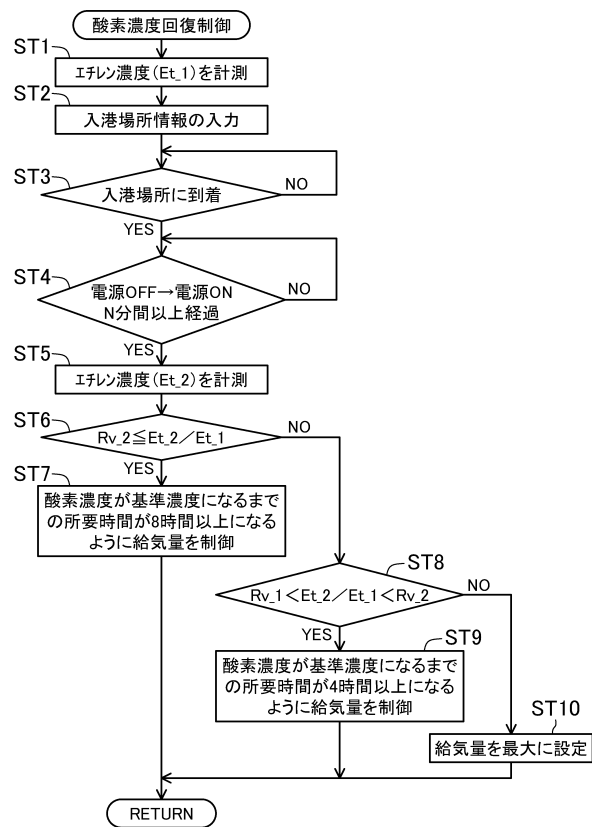 酸素濃度回復制御
ST1
エチレン濃度(Et_1)を計測
ST2
入港場所情報の入力
ST3
入港場所に到着
NO
YES
ST4
電源OFF→電源ON
N分間以上経過
NO
YES
ST5
エチレン濃度(Et_2)を計測
ST6
Rv_2≦Et_2/Et_1
NO
YES
ST7
酸素濃度が基準濃度になるまで
の所要時間が8時間以上になる
ように給気量を制御
ST8
Rv_1<Et_2/Et_1<Rv_2
NO
YES
ST9
酸素濃度が基準濃度になるまで
の所要時間が4時間以上になる
ように給気量を制御
ST10
給気量を最大に設定
RETURN